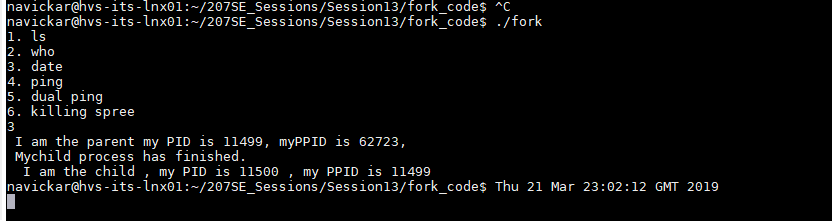 navickar@hvs-its-lnx01:~/207SE_Sessions/Session13/fork_code$ ^C
navickar@hvs-its-lnx01:~/207SE_Sessions/Session13/fork_code$ ./fork
1. ls
2. who
3. date
4. ping
5. dual ping
6. killing spree
3
 I am the parent my PID is 11499, myPPID is 62723,
 Mychild process has finished.
  I am the child , my PID is 11500 , my PPID is 11499
navickar@hvs-its-lnx01:~/207SE_Sessions/Session13/fork_code$ Thu 21 Mar 23:02:12 GMT 2019